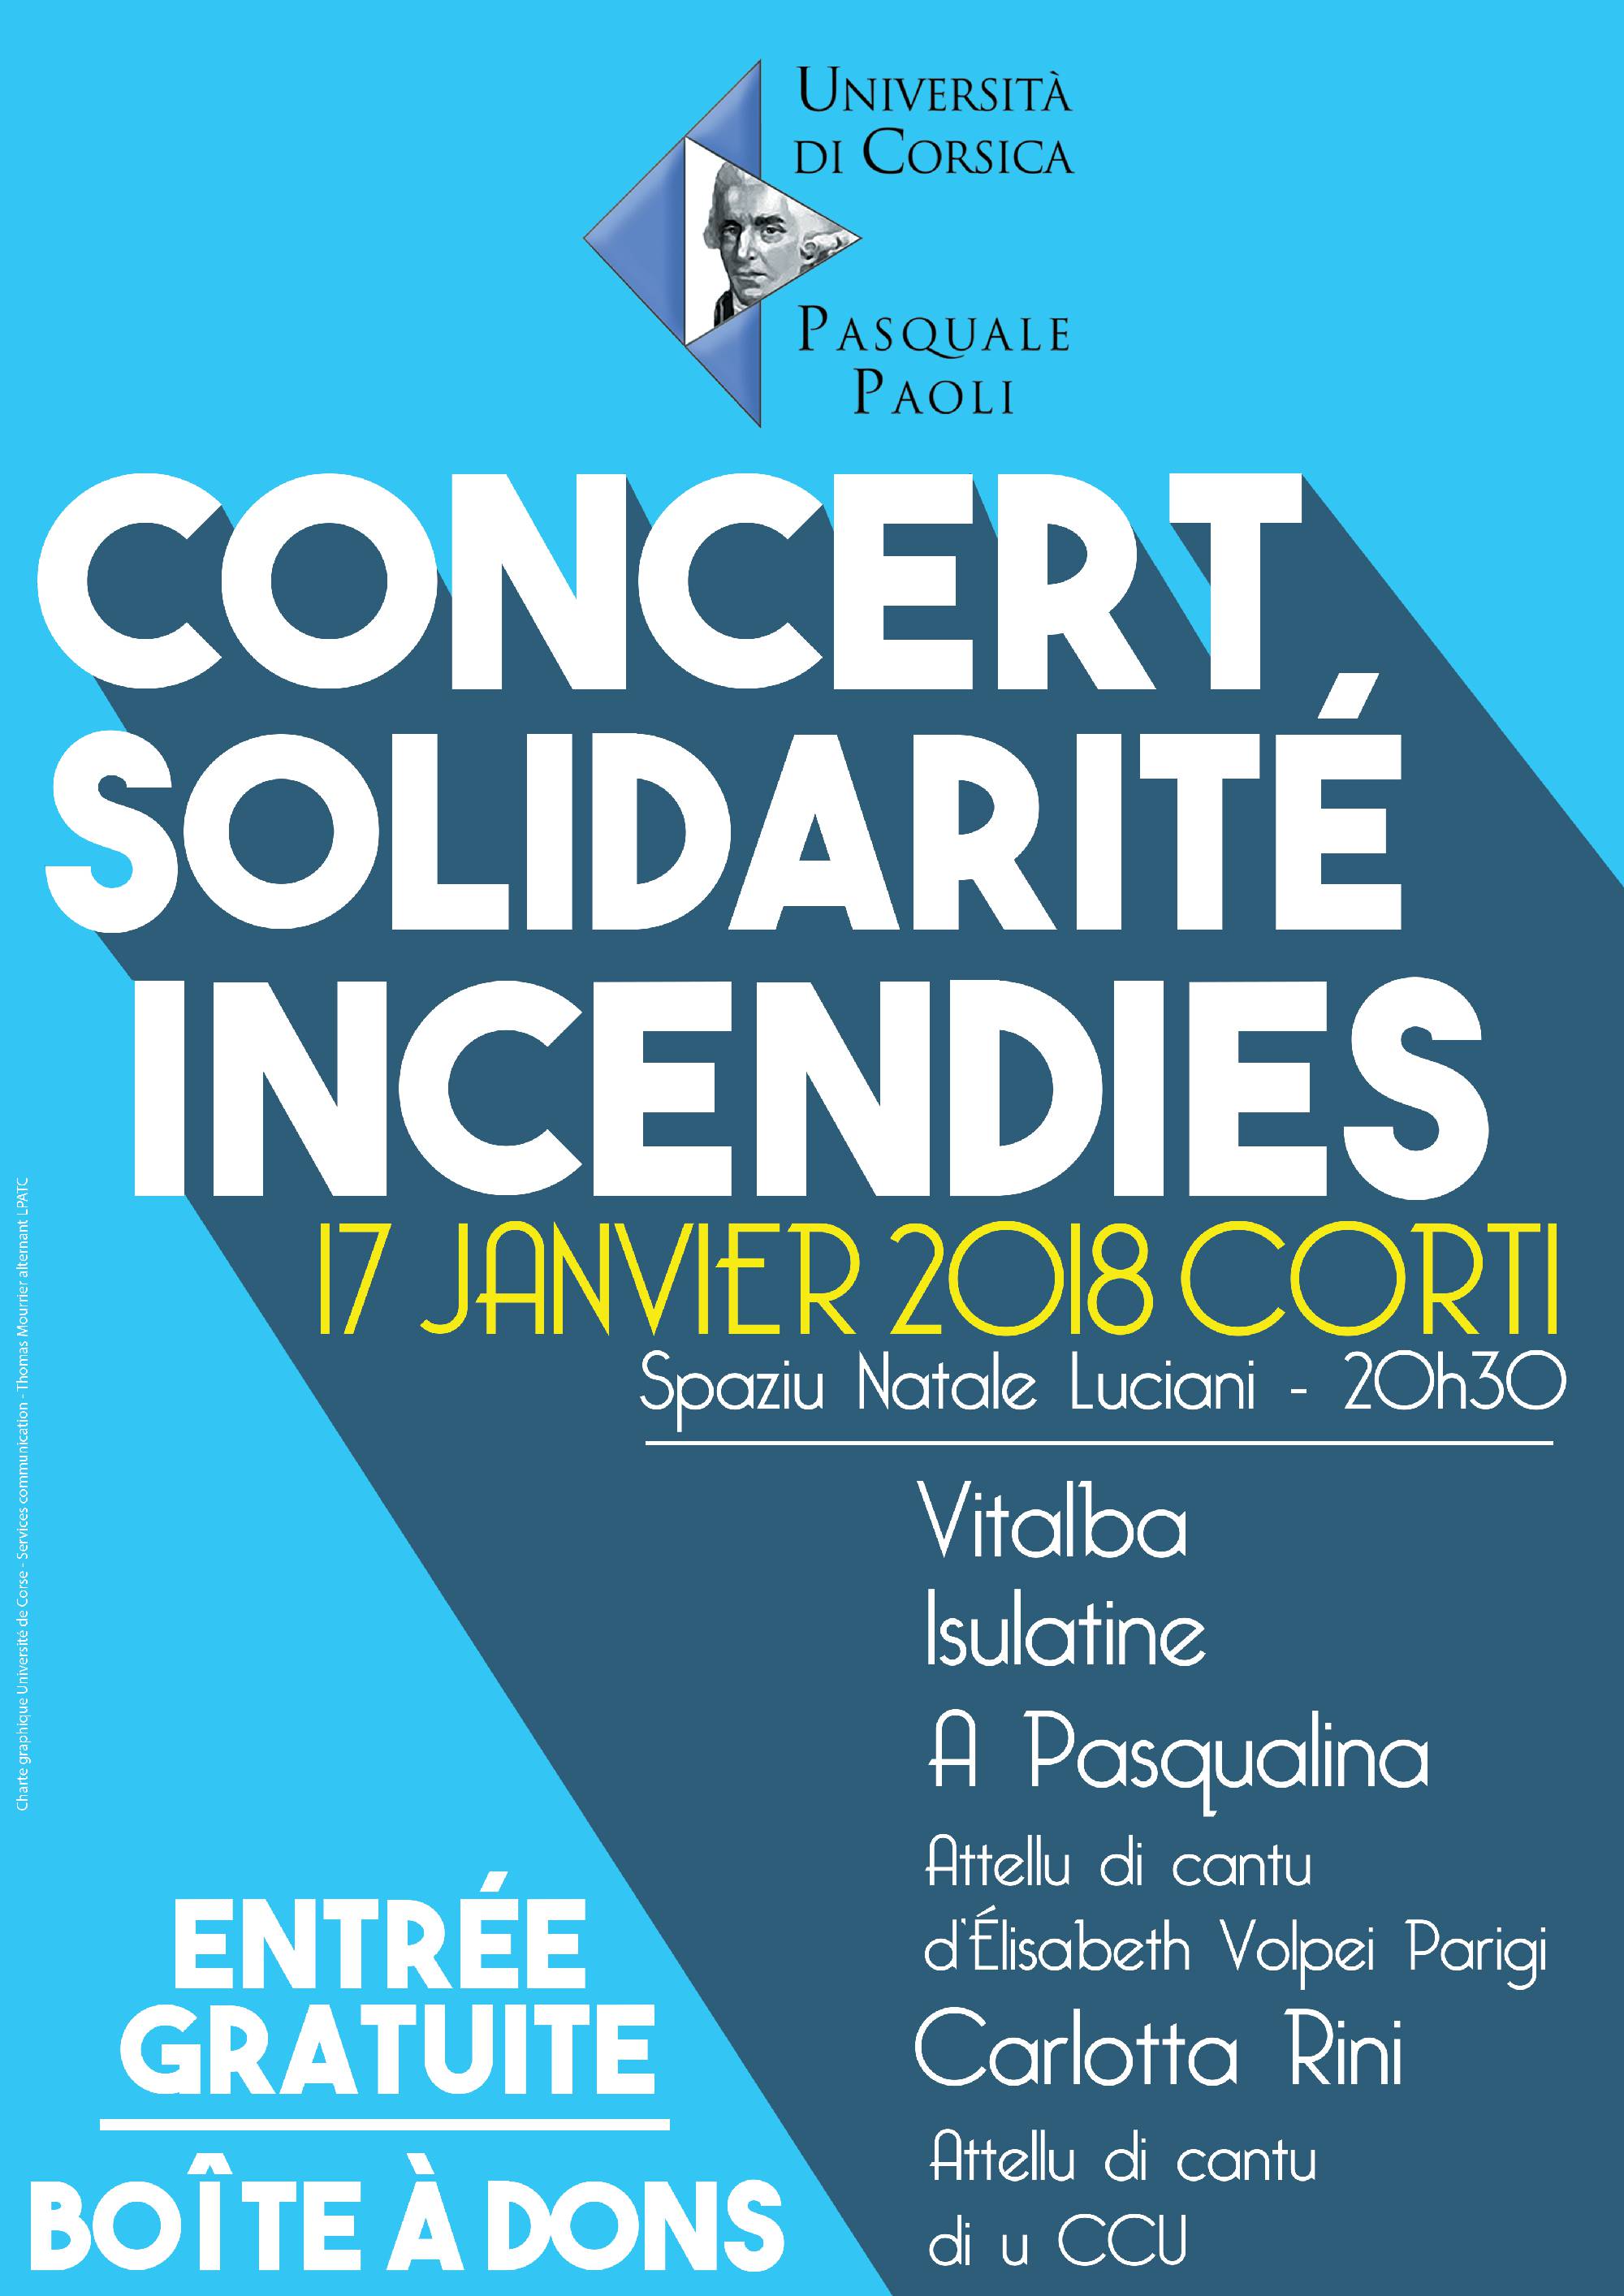 UNIVERSITÀ
DI CORSICA
PASQUALE
PAOLI
CONCERT
SOLIDARITÉ
INCENDIES
17 JANVIER 2018 CORTI
Spaziu Natale Luciani - 20h30
Vitalba
Isulatine
A Pasqualina
Attellu di cantu
d'Élisabeth Volpei Parigi
Carlotta Rini
Attellu di cantu
di u CCU
ENTRÉE
GRATUITE
BOÎTE À DONS
Charte graphique Université de Corse - Services communication - Thomas Mourrier alternant LPATC